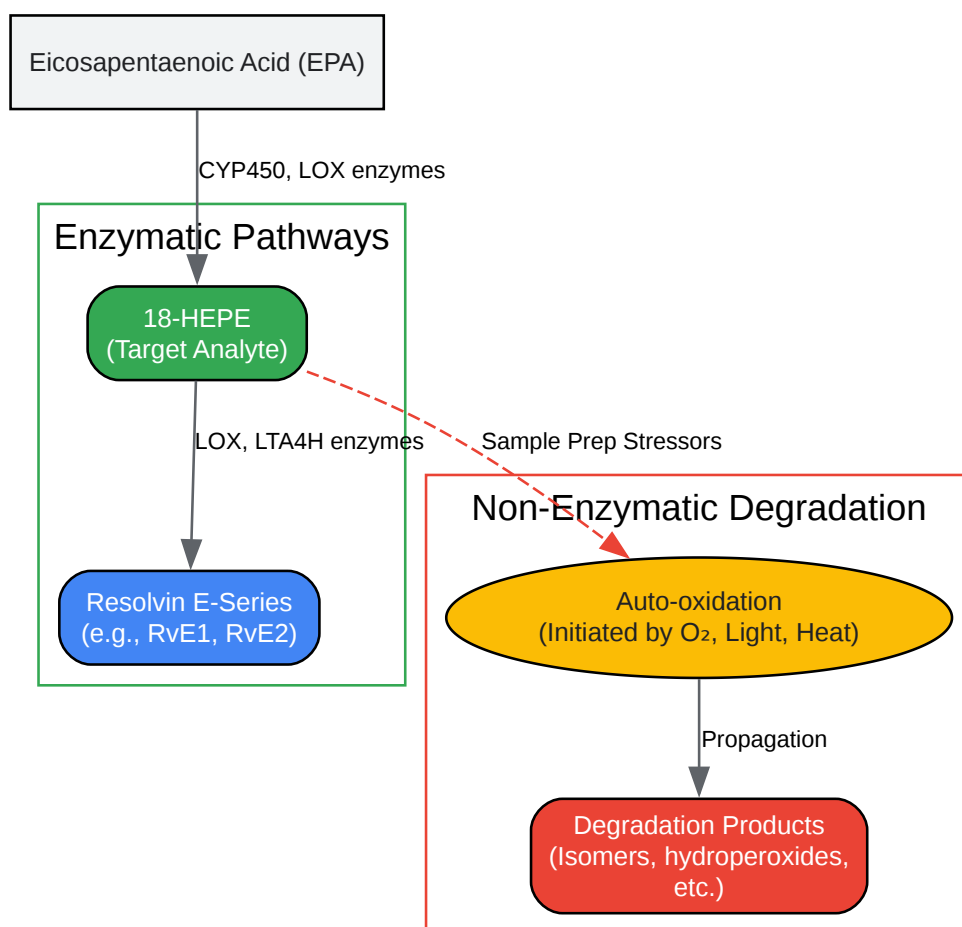 Eicosapentaenoic Acid (EPA)
CYP450, LOX enzymes
Enzymatic Pathways
18-HEPE
(Target Analyte)
LOX, LTA4H enzymes
Sample Prep Stressors
Non-Enzymatic Degradation
Resolvin E-Series
(e.g., RvE1, RvE2)
Auto-oxidation
(Initiated by O₂, Light, Heat)
Propagation
Degradation Products
(Isomers, hydroperoxides,
etc.)